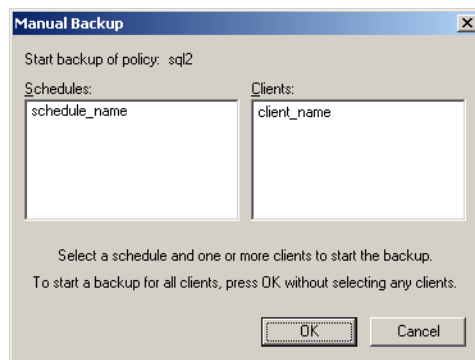 Manual Backup
Start backup of policy: sql2
Schedules: Clients:
schedule_name client_name
Select a schedule and one or more clients to start the backup.
To start a backup for all clients, press OK without selecting any clients.
OK Cancel